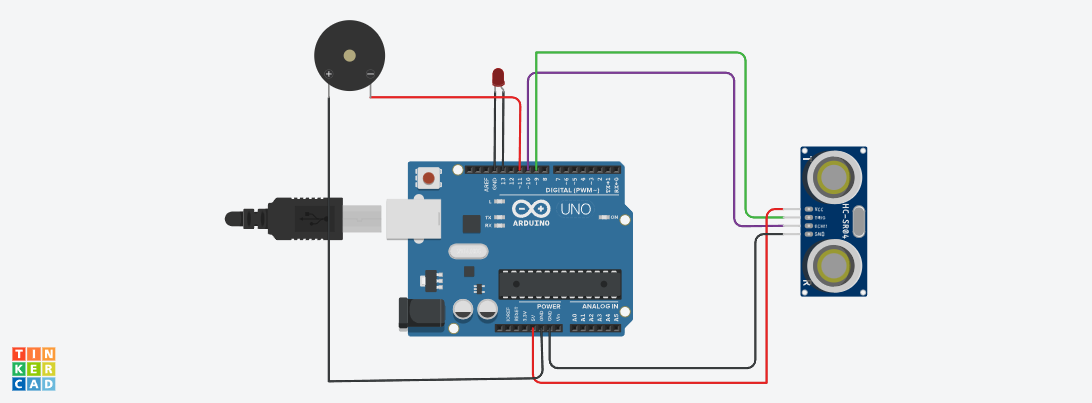 + −
AREF
GND
13
12
~11
~10
~9
8
7
~6
~5
4
~3
2
TX→1
RX←0
DIGITAL (PWM~)
L
TX
RX
UNO
ON
ARDUINO
POWER
ANALOG IN
IOREF
RESET
3.3V
5V
GND
GND
Vin
A0
A1
A2
A3
A4
A5
T
VCC
TRIG
ECHO
GND
HC-SR04
R
TIN
KER
CAD